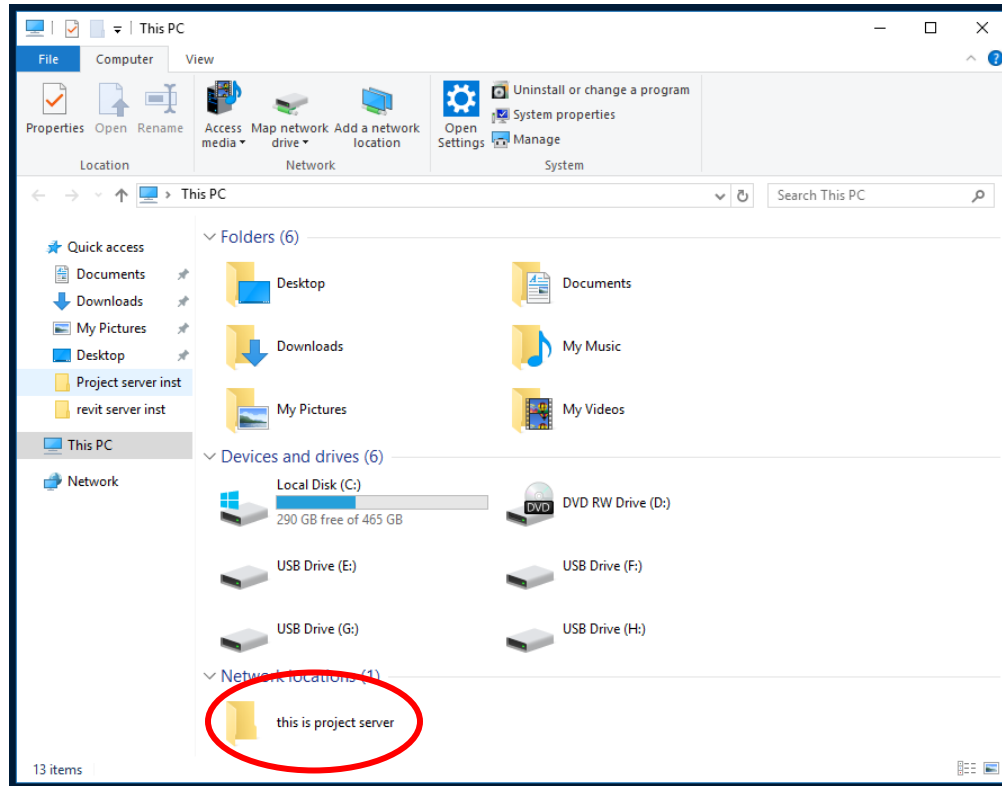 This PC
File Computer View
Properties Open Rename
Access media Map network drive Add a network location
Open Settings
Uninstall or change a program
System properties
Manage
Location Network System
This PC
Search This PC
Quick access
Documents
Downloads
My Pictures
Desktop
Project server inst
revit server inst
This PC
Network
Folders (6)
Desktop Documents
Downloads My Music
My Pictures My Videos
Devices and drives (6)
Local Disk (C:)
290 GB free of 465 GB
DVD
DVD RW Drive (D:)
USB Drive (E:) USB Drive (F:)
USB Drive (G:) USB Drive (H:)
Network locations (1)
this is project server
13 items